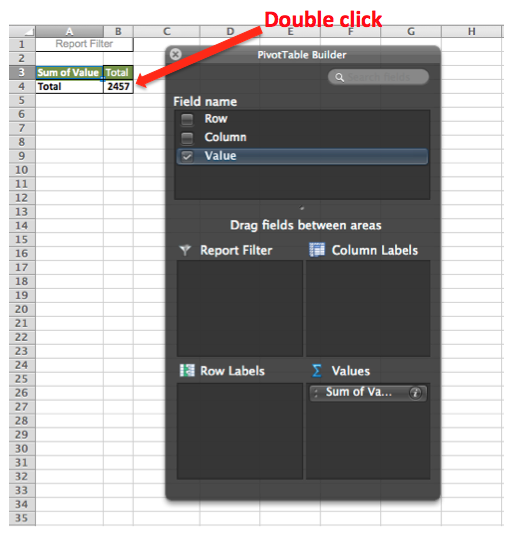 Double click
A B C D E F G H
1 Report Filter
2
3 Sum of Value Total
4 Total 2457
5
6
7
8
9
10
11
12
13
14
15
16
17
18
19
20
21
22
23
24
25
26
27
28
29
30
31
32
33
34
35
PivotTable Builder
Search fields
Field name
Row
Column
Value
Drag fields between areas
Report Filter
Column Labels
Row Labels
Values
Sum of Va...